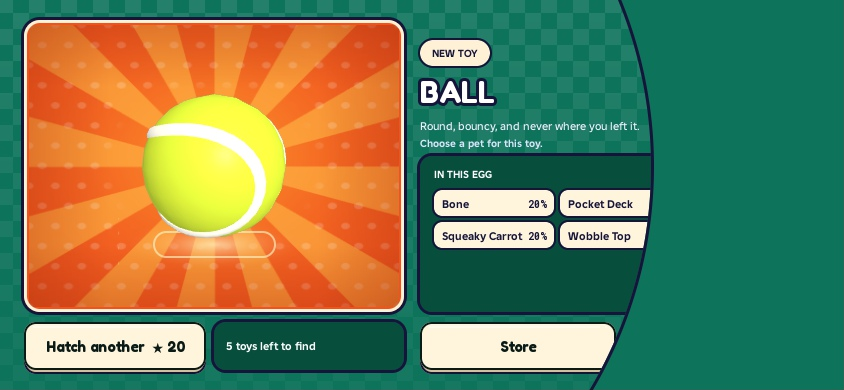 NEW TOY
BALL
Round, bouncy, and never where you left it.
Choose a pet for this toy.
IN THIS EGG
Bone 20% Pocket Deck
Squeaky Carrot 20% Wobble Top
Hatch another ★ 20
5 toys left to find
Store